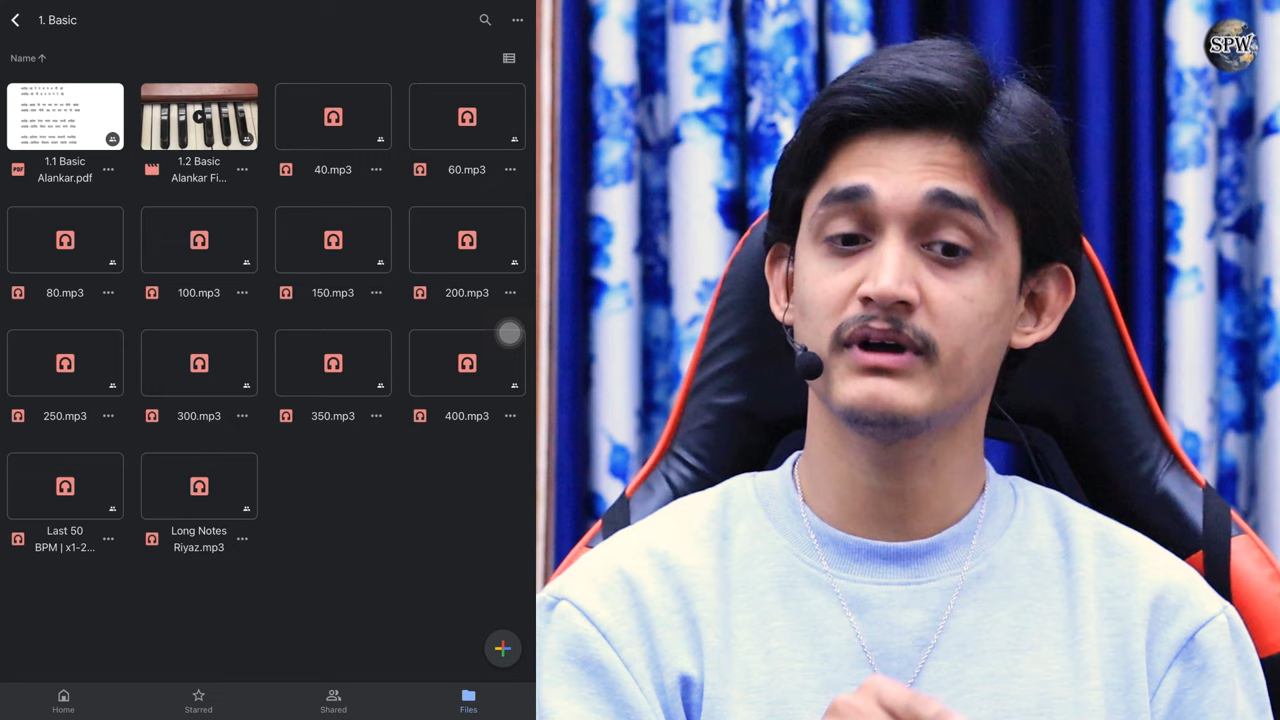 1. Basic
Name
1.1 Basic
Alankar.pdf
1.2 Basic
Alankar Fi...
40.mp3
60.mp3
80.mp3
100.mp3
150.mp3
200.mp3
250.mp3
300.mp3
350.mp3
400.mp3
Last 50
BPM | x1-2...
Long Notes
Riyaz.mp3
PDF
Home
Starred
Shared
Files
SPW